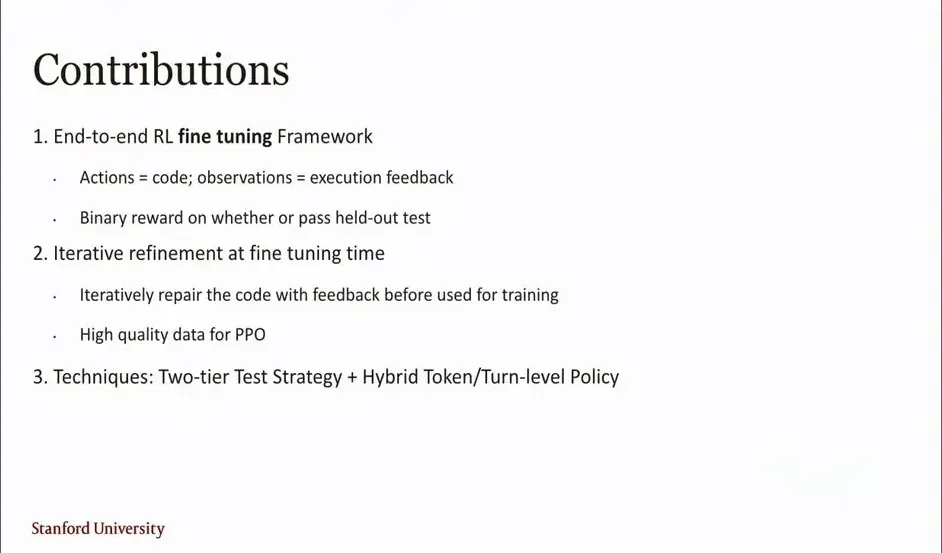 Contributions
1. End-to-end RL fine tuning Framework
· Actions = code; observations = execution feedback
· Binary reward on whether or pass held-out test
2. Iterative refinement at fine tuning time
· Iteratively repair the code with feedback before used for training
· High quality data for PPO
3. Techniques: Two-tier Test Strategy + Hybrid Token/Turn-level Policy
Stanford University